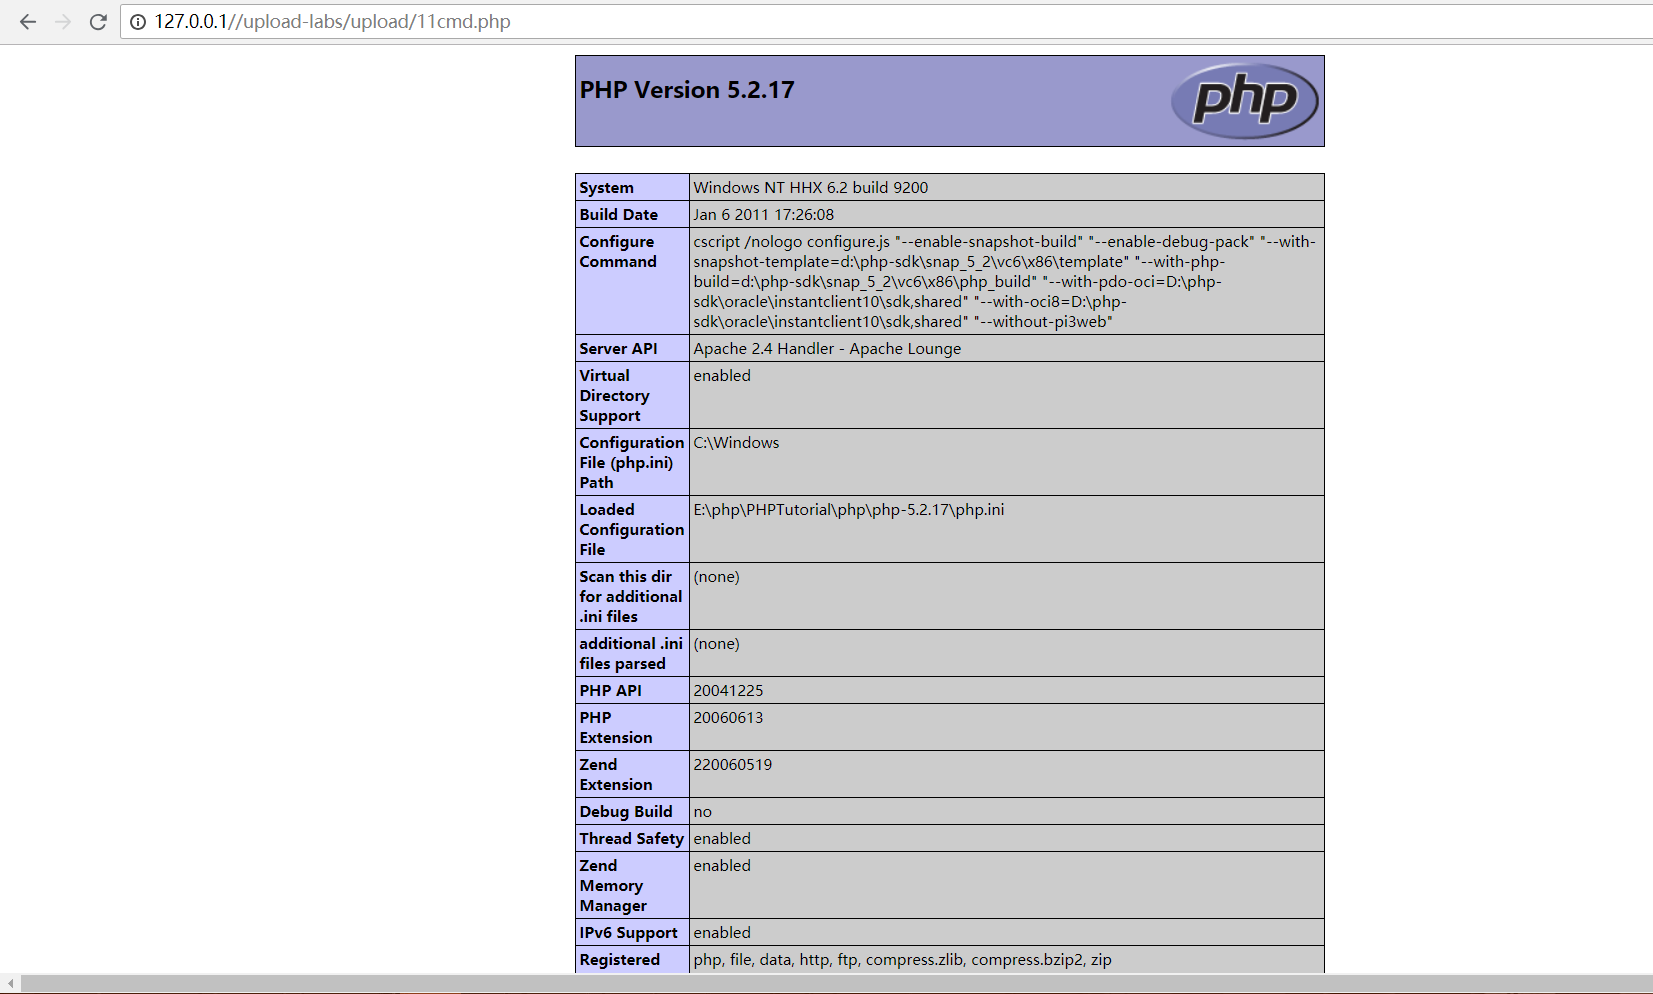 127.0.0.1//upload-labs/upload/11cmd.php
PHP Version 5.2.17
php
System Windows NT HHX 6.2 build 9200
Build Date Jan 6 2011 17:26:08
Configure
Command
cscript /nologo configure.js "--enable-snapshot-build" "--enable-debug-pack" "--with-
snapshot-template=d:\php-sdk\snap_5_2\vc6\x86\template" "--with-php-
build=d:\php-sdk\snap_5_2\vc6\x86\php_build" "--with-pdo-oci=D:\php-
sdk\oracle\instantclient10\sdk,shared" "--with-oci8=D:\php-
sdk\oracle\instantclient10\sdk,shared" "--without-pi3web"
Server API Apache 2.4 Handler - Apache Lounge
Virtual
Directory
Support
enabled
Configuration
File (php.ini)
Path
C:\Windows
Loaded
Configuration
File
E:\php\PHPTutorial\php\php-5.2.17\php.ini
Scan this dir
for additional
.ini files
(none)
additional .ini
files parsed
(none)
PHP API 20041225
PHP
Extension
20060613
Zend
Extension
220060519
Debug Build no
Thread Safety enabled
Zend
Memory
Manager
enabled
IPv6 Support enabled
Registered php, file, data, http, ftp, compress.zlib, compress.bzip2, zip